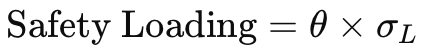 Safety Loading = θ × σ_L